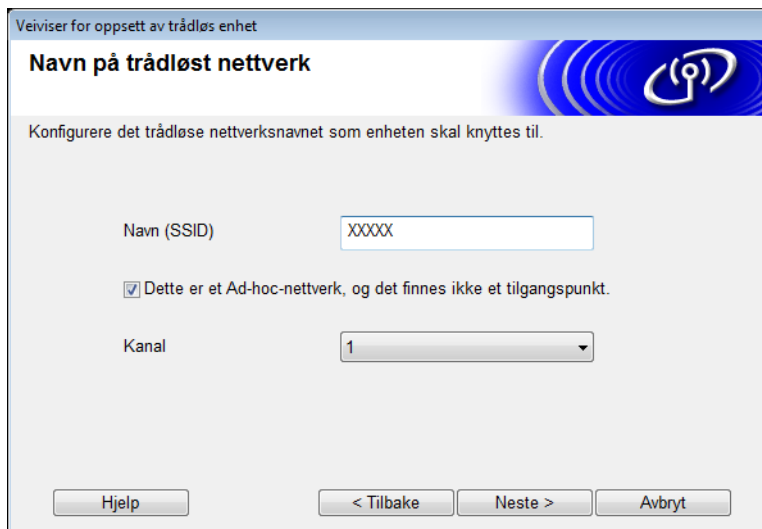 Veiviser for oppsett av trådløs enhet
Navn på trådløst nettverk
Konfigurere det trådløse nettverksnavnet som enheten skal knyttes til.
Navn (SSID) XXXXX
Dette er et Ad-hoc-nettverk, og det finnes ikke et tilgangspunkt.
Kanal 1
Hjelp < Tilbake Neste > Avbryt